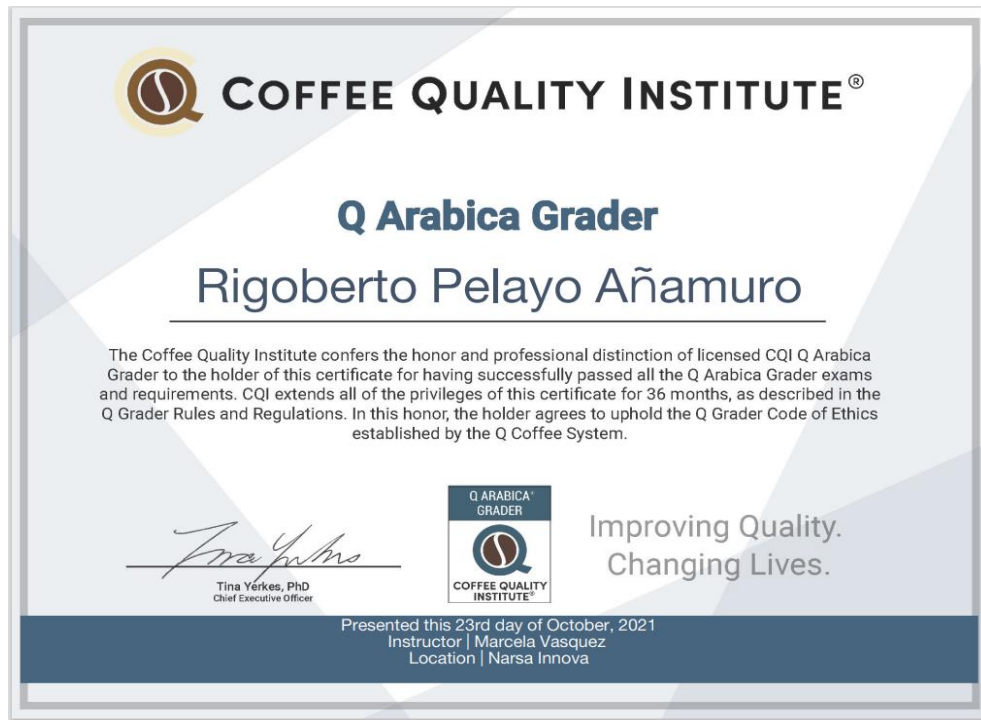 COFFEE QUALITY INSTITUTE®
Q Arabica Grader
Rigoberto Pelayo Añamuro
The Coffee Quality Institute confers the honor and professional distinction of licensed CQI Q Arabica
Grader to the holder of this certificate for having successfully passed all the Q Arabica Grader exams
and requirements. CQI extends all of the privileges of this certificate for 36 months, as described in the
Q Grader Rules and Regulations. In this honor, the holder agrees to uphold the Q Grader Code of Ethics
established by the Q Coffee System.
Tina Yerkes, PhD
Chief Executive Officer
Q ARABICA+
GRADER
COFFEE QUALITY
INSTITUTE®
Improving Quality.
Changing Lives.
Presented this 23rd day of October, 2021
Instructor | Marcela Vasquez
Location | Narsa Innova